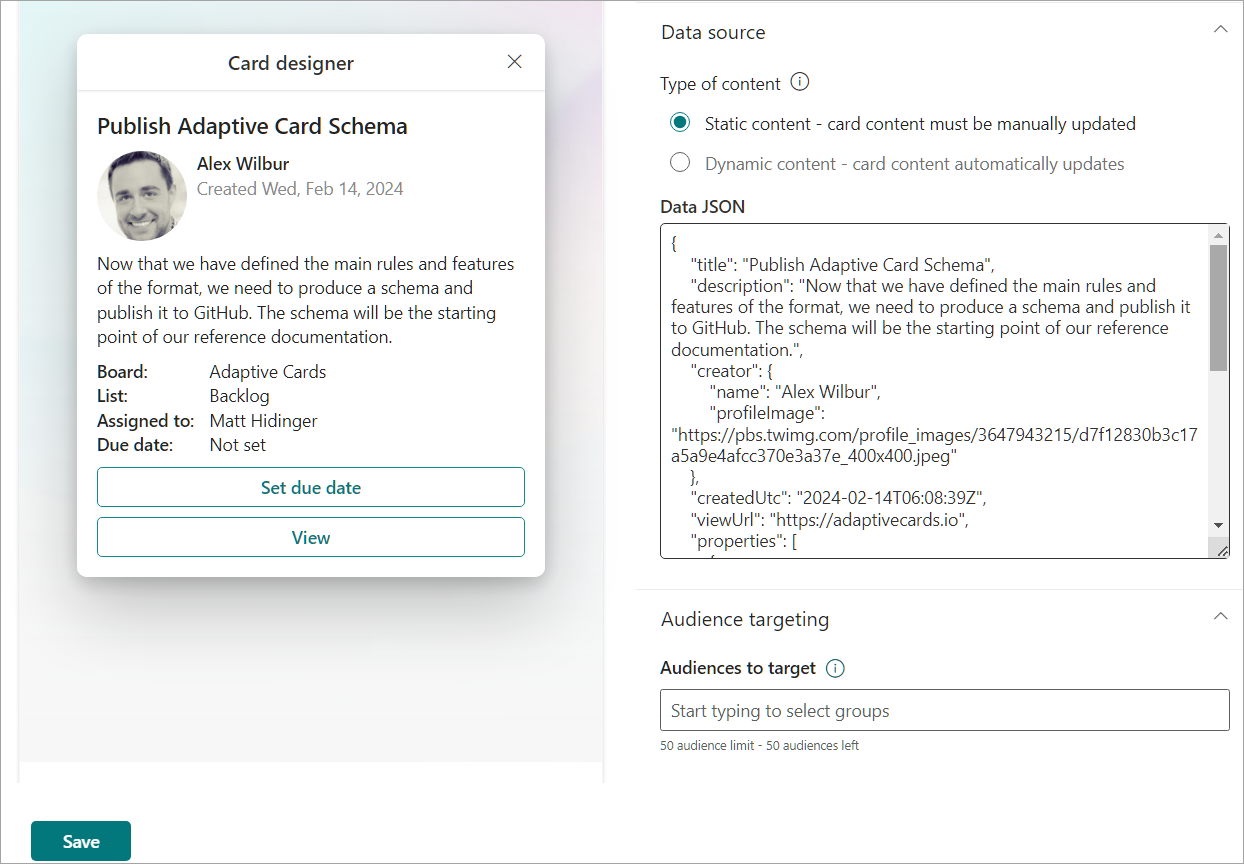 Card designer
Publish Adaptive Card Schema
Alex Wilbur
Created Wed, Feb 14, 2024
Now that we have defined the main rules and features
of the format, we need to produce a schema and
publish it to GitHub. The schema will be the starting
point of our reference documentation.
Board: Adaptive Cards
List: Backlog
Assigned to: Matt Hidinger
Due date: Not set
Set due date
View
Save
Data source
Type of content
Static content - card content must be manually updated
Dynamic content - card content automatically updates
Data JSON
{
"title": "Publish Adaptive Card Schema",
"description": "Now that we have defined the main rules and
features of the format, we need to produce a schema and publish it
to GitHub. The schema will be the starting point of our reference
documentation.",
"creator": {
"name": "Alex Wilbur",
"profileImage":
"https://pbs.twimg.com/profile_images/3647943215/d7f12830b3c17
a5a9e4afcc370e3a37e_400x400.jpeg"
},
"createdUtc": "2024-02-14T06:08:39Z",
"viewUrl": "https://adaptivecards.io",
"properties": [
Audience targeting
Audiences to target
Start typing to select groups
50 audience limit - 50 audiences left